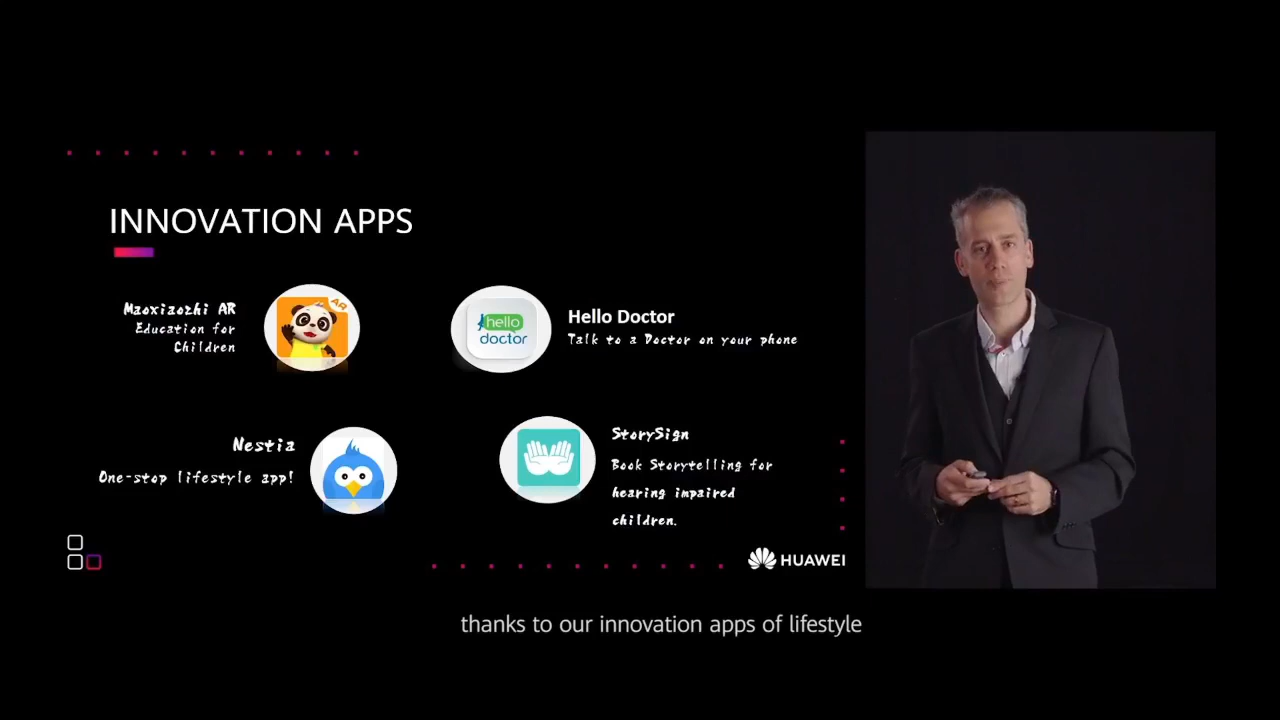 INNOVATION APPS
Maoxiaozhi AR
Education for
Children
AR
hello
doctor
Hello Doctor
Talk to a Doctor on your phone
Nestia
One-stop lifestyle app!
StorySign
Book Storytelling for
hearing impaired
children.
HUAWEI
thanks to our innovation apps of lifestyle